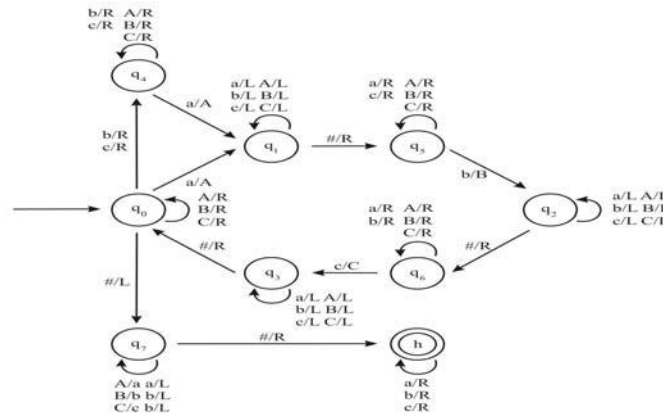 b/R A/R
c/R B/R
C/R
q₄
a/A
a/L A/L
b/L B/L
c/L C/L
q₁
#/R
a/R A/R
c/R B/R
C/R
q₅
b/B
b/R
c/R
a/A
q₀
A/R
B/R
C/R
#/R
q₃
a/L A/L
b/L B/L
c/L C/L
c/C
a/R A/R
b/R B/R
C/R
q₆
#/R
q₂
a/L A/L
b/L B/L
c/L C/L
#/L
q₇
A/a a/L
B/b b/L
C/c b/L
#/R
h
a/R
b/R
c/R